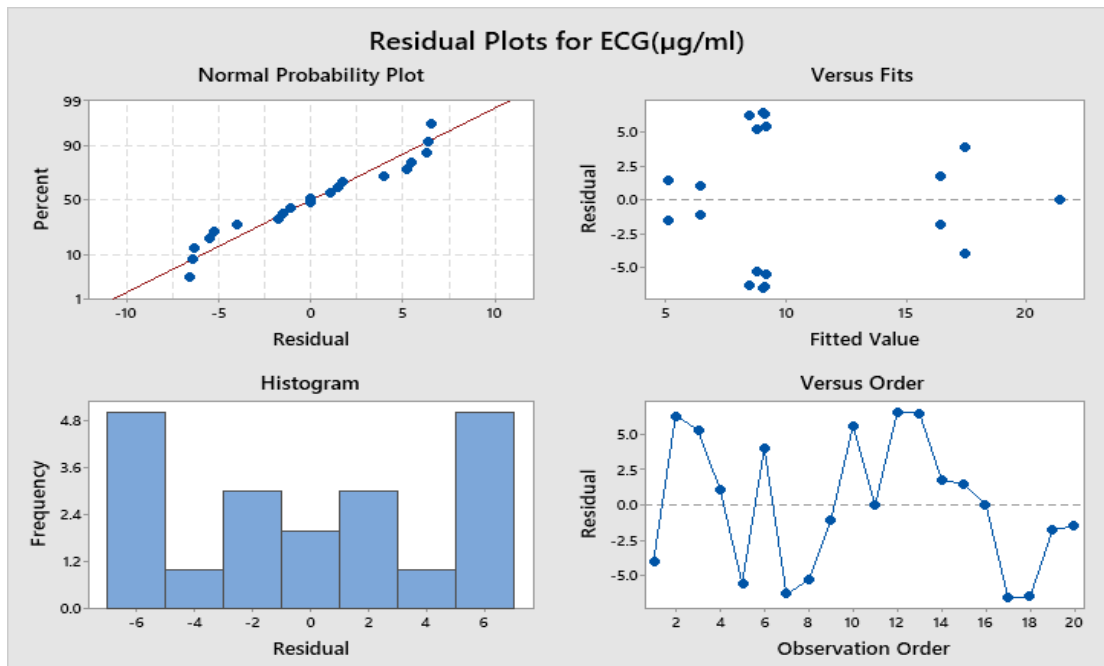 Residual Plots for ECG(µg/ml)
Normal Probability Plot
99
90
50
10
1
Percent
-10 -5 0 5 10
Residual
Versus Fits
5.0
2.5
0.0
-2.5
-5.0
Residual
5 10 15 20
Fitted Value
Histogram
4.8
3.6
2.4
1.2
0.0
Frequency
-6 -4 -2 0 2 4 6
Residual
Versus Order
5.0
2.5
0.0
-2.5
-5.0
Residual
2 4 6 8 10 12 14 16 18 20
Observation Order